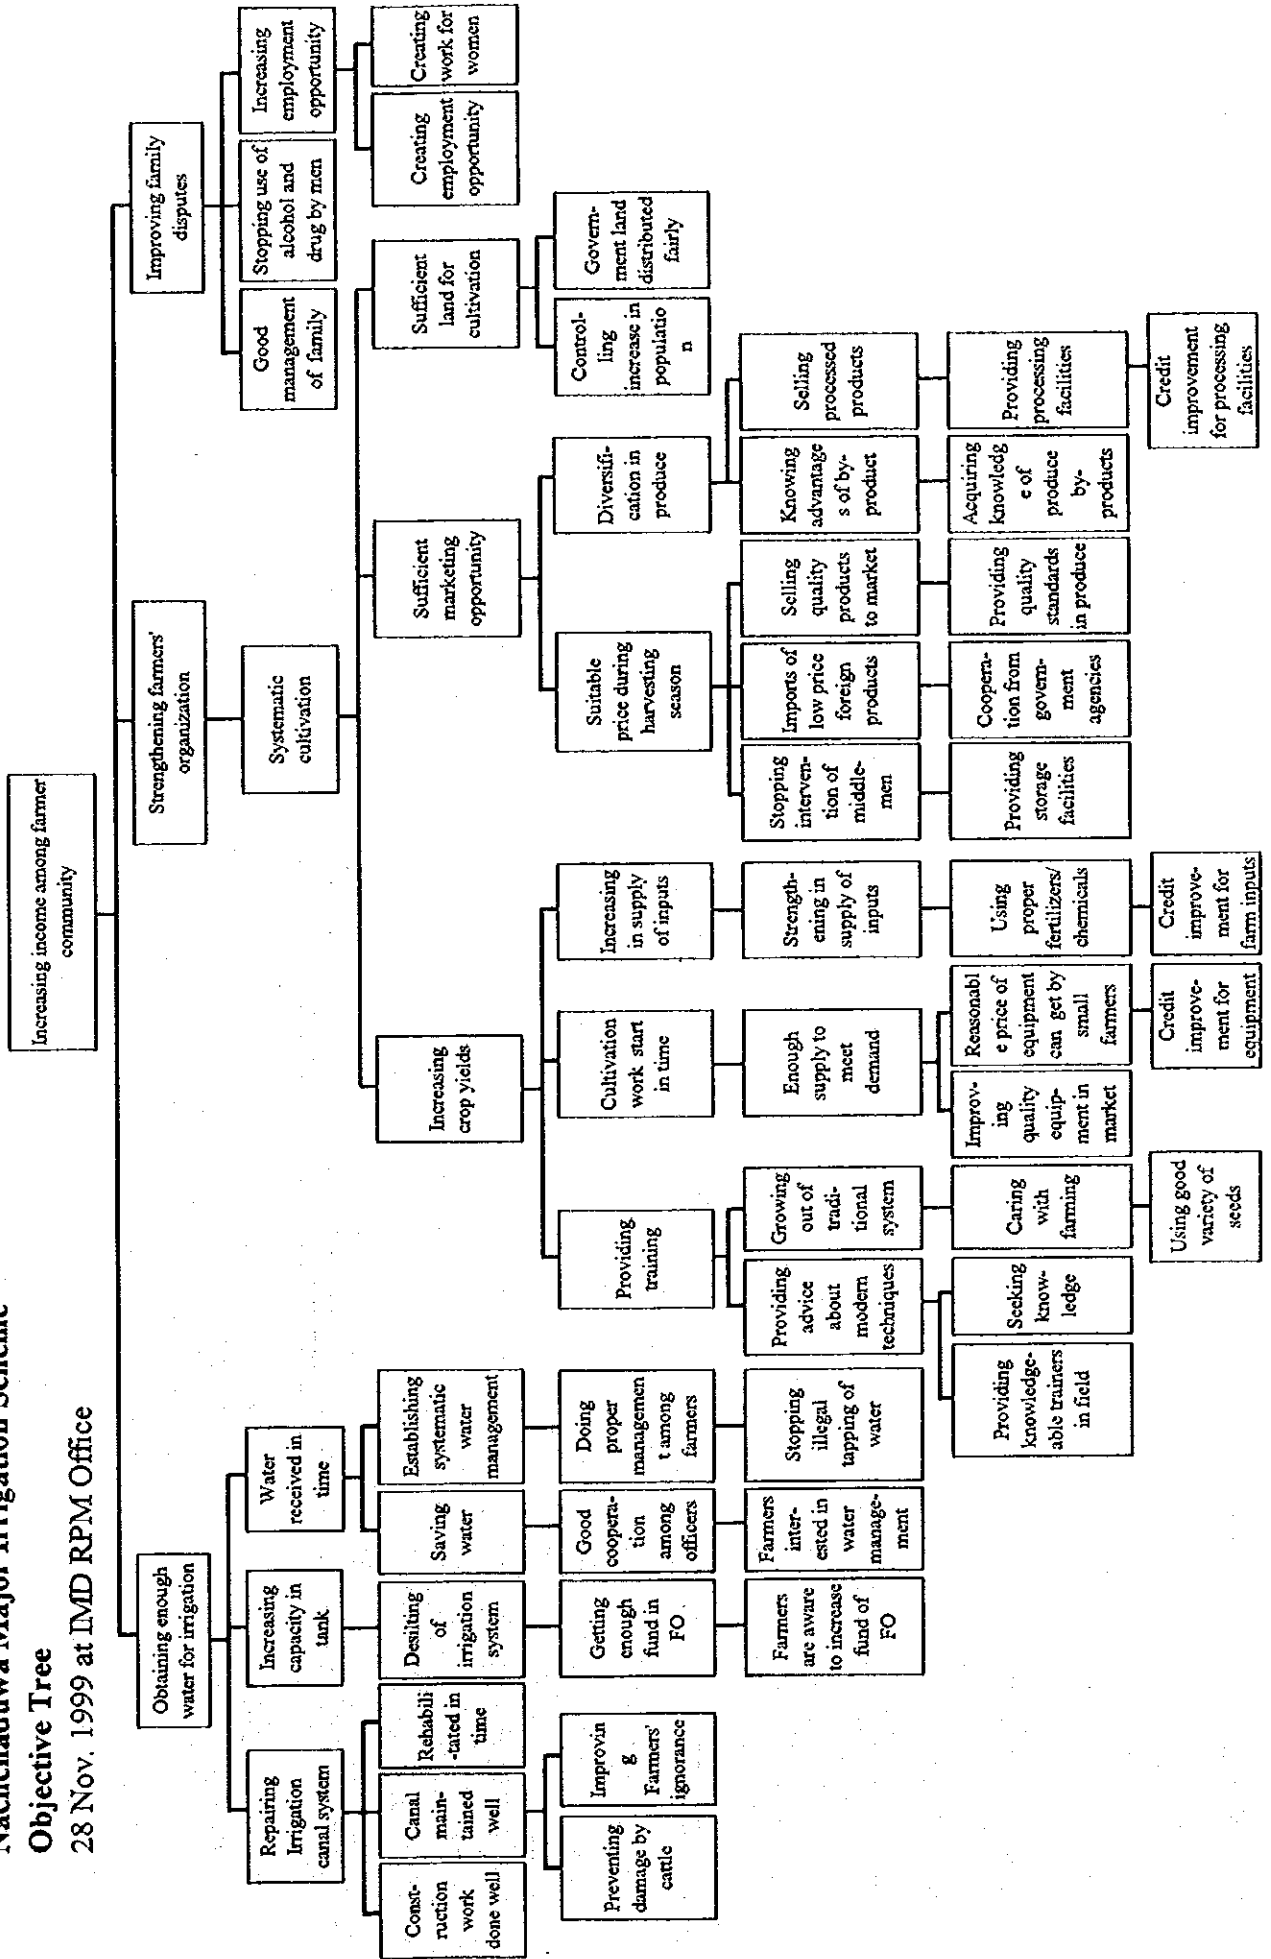 Nachchaduwa Major Irrigation Scheme
Objective Tree
28 Nov. 1999 at IMD RPM Office
Increasing income among farmer
community
Obtaining enough
water for irrigation
Strengthening farmers'
organization
Improving family
disputes
Repairing
Irrigation
canal system
Increasing
capacity in
tank
Water
received in
time
Systematic
cultivation
Good
management
of family
Stopping use of
alcohol and
drug by men
Increasing
employment
opportunity
Const-
ruction
work
done well
Canal
main-
tained
well
Rehabili
-tated in
time
Desilting
of
irrigation
system
Saving
water
Establishing
systematic
water
management
Increasing
crop yields
Sufficient
marketing
opportunity
Sufficient
land for
cultivation
Creating
employment
opportunity
Creating
work for
women
Preventing
damage by
cattle
Improvin
g
Farmers'
ignorance
Getting
enough
fund in
FO
Good
coopera-
tion
among
officers
Doing
proper
managemen
t among
farmers
Providing
training
Cultivation
work start
in time
Increasing
in supply
of inputs
Suitable
price during
harvesting
season
Diversifi-
cation in
produce
Control-
ling
increase in
populatio
n
Govern-
ment land
distributed
fairly
Farmers
are aware
to increase
fund of
FO
Farmers
inter-
ested in
water
manage-
ment
Stopping
illegal
tapping of
water
Providing
advice
about
modern
techniques
Growing
out of
tradi-
tional
system
Enough
supply to
meet
demand
Strength-
ening in
supply of
inputs
Stopping
interven-
tion of
middle-
men
Imports of
low price
foreign
products
Selling
quality
products
to market
Knowing
advantage
s of by-
product
Selling
processed
products
Providing
knowledge-
able trainers
in field
Seeking
know-
ledge
Caring
with
farming
Improv-
ing
quality
equip-
ment in
market
Reasonabl
e price of
equipment
can get by
small
farmers
Using
proper
fertilizers/
chemicals
Providing
storage
facilities
Coopera-
tion from
govern-
ment
agencies
Providing
quality
standards
in produce
Acquiring
knowledg
e of
produce
by-
products
Providing
processing
facilities
Using good
variety of
seeds
Credit
improve-
ment for
equipment
Credit
improve-
ment for
farm inputs
Credit
improvement
for processing
facilities